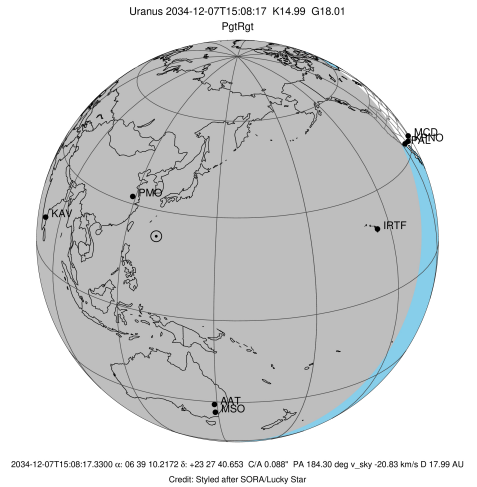 Uranus 2034-12-07T15:08:17 K14.99 G18.01
PgtRgt
MCD
PAL
KAV
PMO
IRTF
AAT
MSO
2034-12-07T15:08:17.3300 α: 06 39 10.2172 δ: +23 27 40.653 C/A 0.088" PA 184.30 deg v_sky -20.83 km/s D 17.99 AU
Credit: Styled after SORA/Lucky Star